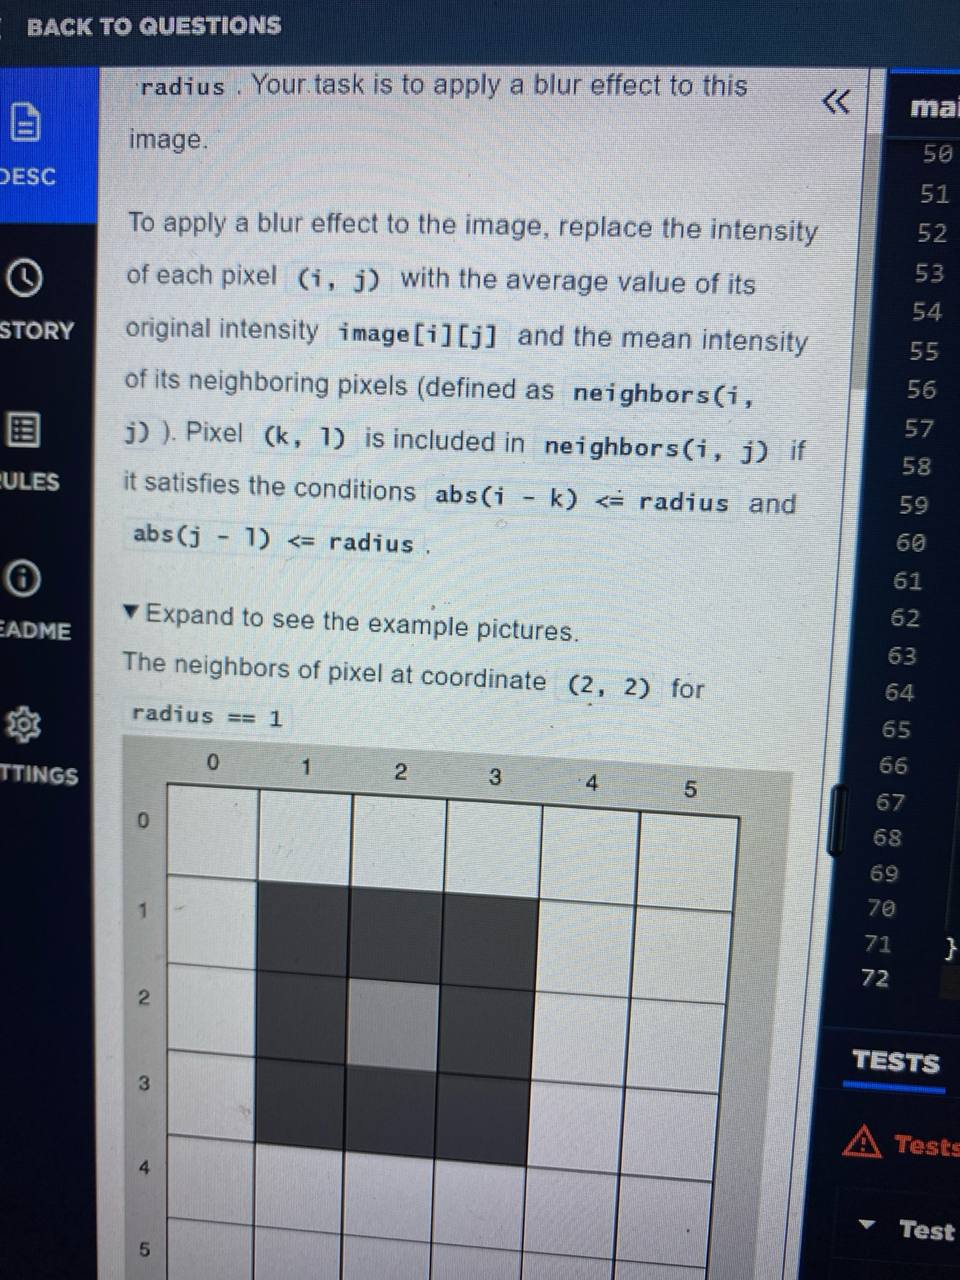 BACK TO QUESTIONS
radius . Your task is to apply a blur effect to this
image.
To apply a blur effect to the image, replace the intensity
of each pixel (i, j) with the average value of its
original intensity image[i][j] and the mean intensity
of its neighboring pixels (defined as neighbors(i,
j) ). Pixel (k, l) is included in neighbors(i, j) if
it satisfies the conditions abs(i - k) <= radius and
abs(j - l) <= radius .
▼ Expand to see the example pictures.
The neighbors of pixel at coordinate (2, 2) for
radius == 1
0 1 2 3 4 5
0
1
2
3
4
5
DESC
STORY
RULES
EADME
TTINGS
mai
50
51
52
53
54
55
56
57
58
59
60
61
62
63
64
65
66
67
68
69
70
71 }
72
TESTS
Tests
Test